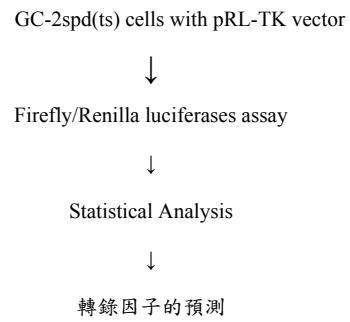 GC-2spd(ts) cells with pRL-TK vector
↓
Firefly/Renilla luciferases assay
↓
Statistical Analysis
↓
轉錄因子的預測